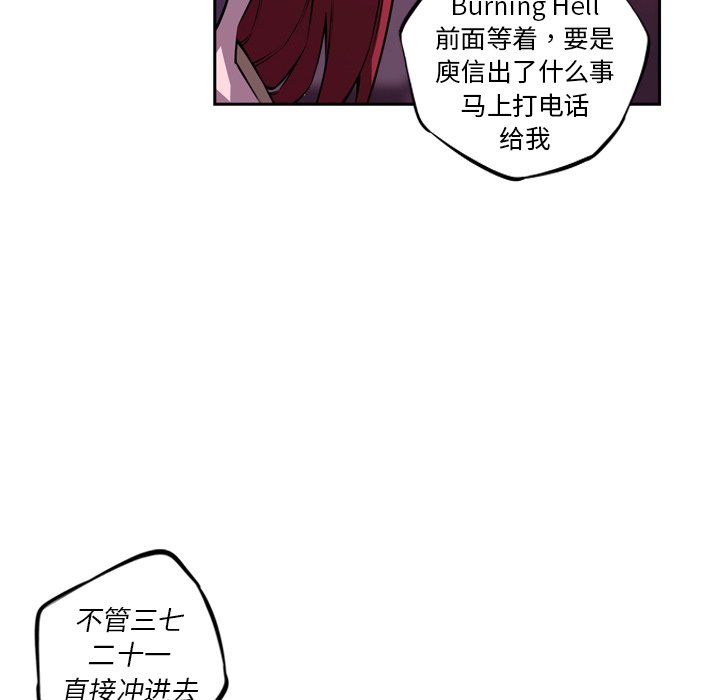 Burning Hell
前面等着，要是
庾信出了什么事
马上打电话
给我
不管三七
二十一
直接冲进去